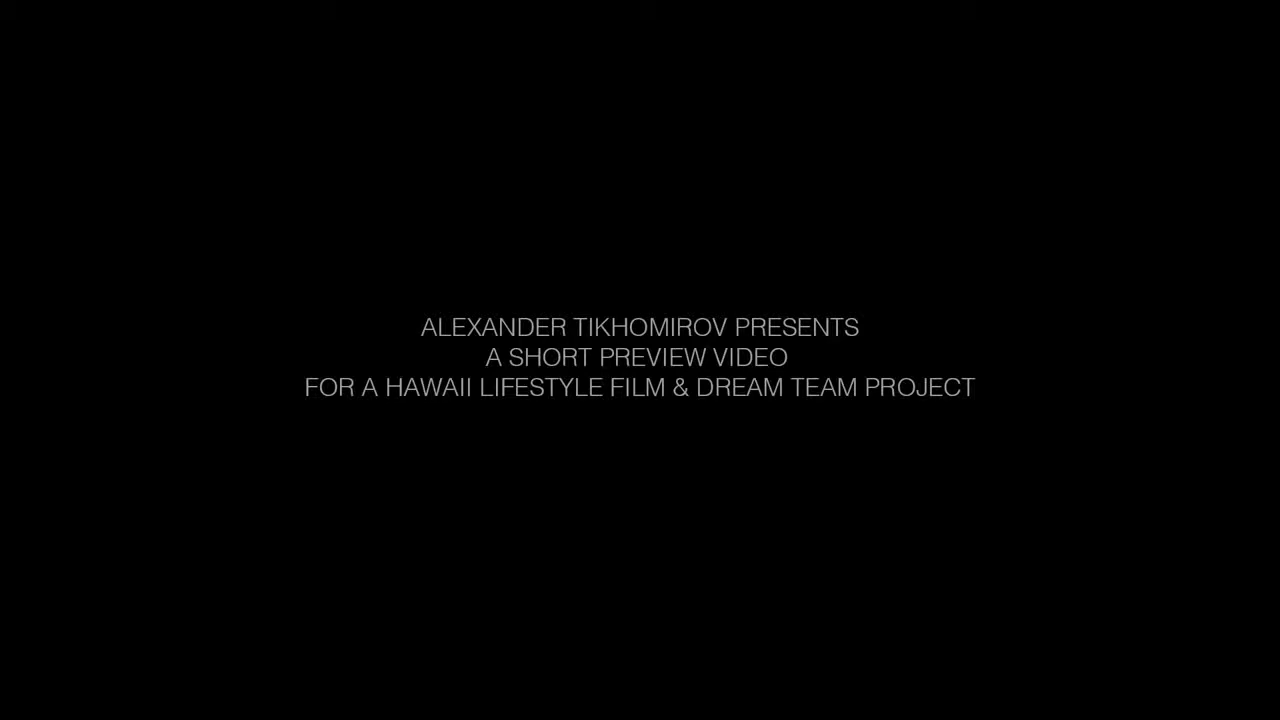 ALEXANDER TIKHOMIROV PRESENTS
A SHORT PREVIEW VIDEO
FOR A HAWAII LIFESTYLE FILM & DREAM TEAM PROJECT